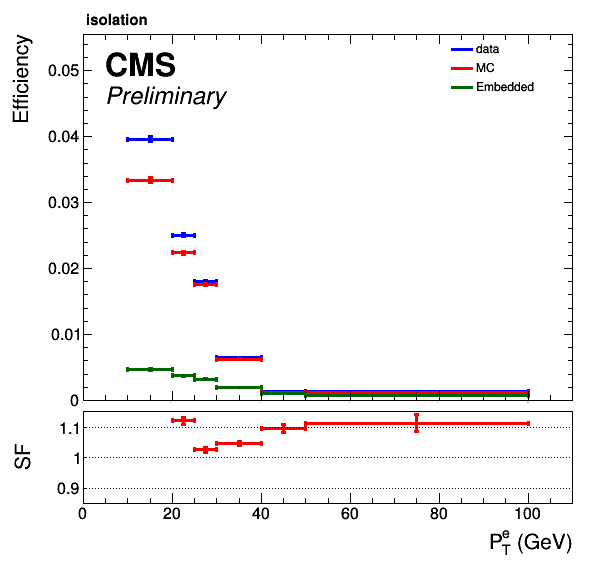 isolation
Efficiency
CMS
Preliminary
data
MC
Embedded
0.05
0.04
0.03
0.02
0.01
0
SF
1.1
1
0.9
0 20 40 60 80 100
P_T^e (GeV)